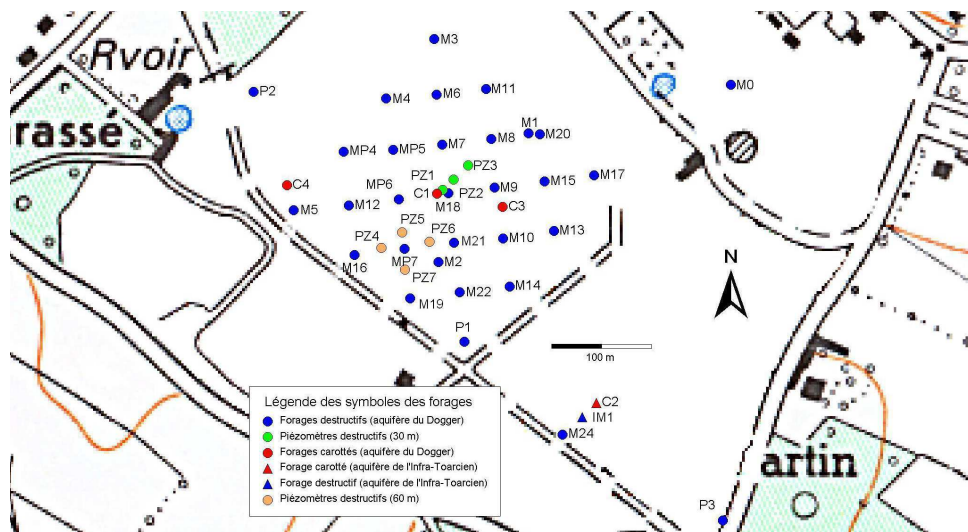 M3
Rvoir
P2
M4
M6
M11
M0
M1
M20
rassé
M8
M7
MP4
MP5
PZ3
PZ1
M17
C4
MP6
C1
PZ2
M9
M15
M5
M12
M18
C3
PZ5
PZ6
M13
PZ4
M21
M10
M16
MP7
M2
PZ7
N
M14
M22
M19
P1
100 m
Légende des symboles des forages
Forages destructifs (aquifère du Dogger)
Piézomètres destructifs (30 m)
Forages carottés (aquifère du Dogger)
Forage carotté (aquifère de l'Infra-Toarcien)
Forage destructif (aquifère de l'Infra-Toarcien)
Piézomètres destructifs (60 m)
C2
IM1
M24
artin
P3